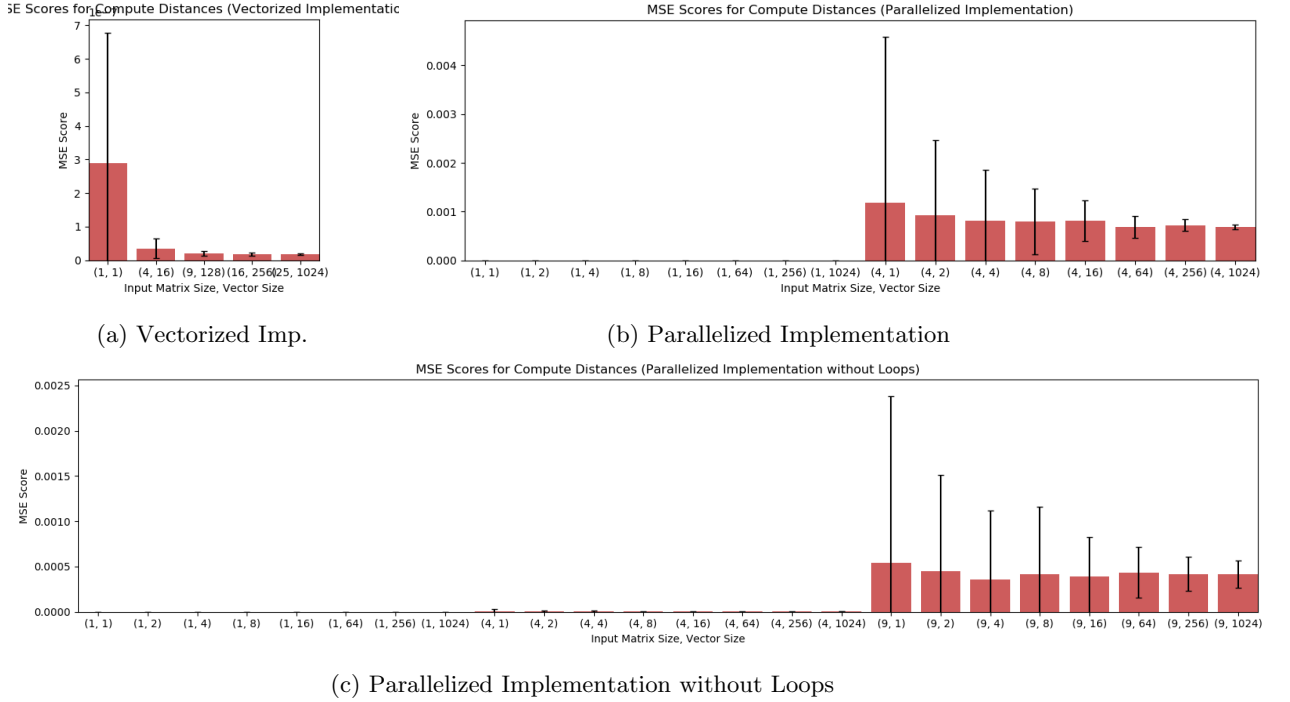 SE Scores for Compute Distances (Vectorized Implementatic
1e−7
7
6
5
4
3
2
1
0
MSE Score
(1, 1) (4, 16) (9, 128) (16, 256) (25, 1024)
Input Matrix Size, Vector Size
(a) Vectorized Imp.
MSE Scores for Compute Distances (Parallelized Implementation)
0.004
0.003
0.002
0.001
0.000
MSE Score
(1, 1) (1, 2) (1, 4) (1, 8) (1, 16) (1, 64) (1, 256) (1, 1024) (4, 1) (4, 2) (4, 4) (4, 8) (4, 16) (4, 64) (4, 256) (4, 1024)
Input Matrix Size, Vector Size
(b) Parallelized Implementation
MSE Scores for Compute Distances (Parallelized Implementation without Loops)
0.0025
0.0020
0.0015
0.0010
0.0005
0.0000
MSE Score
(1, 1) (1, 2) (1, 4) (1, 8) (1, 16) (1, 64) (1, 256) (1, 1024) (4, 1) (4, 2) (4, 4) (4, 8) (4, 16) (4, 64) (4, 256) (4, 1024) (9, 1) (9, 2) (9, 4) (9, 8) (9, 16) (9, 64) (9, 256) (9, 1024)
Input Matrix Size, Vector Size
(c) Parallelized Implementation without Loops